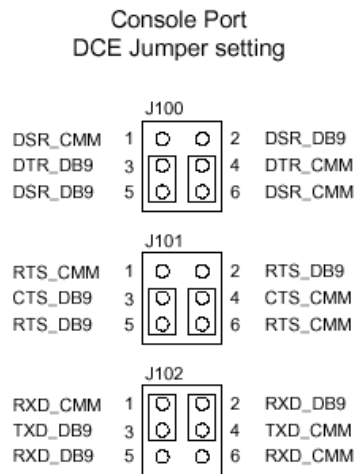 Console Port
DCE Jumper setting
J100
DSR_CMM 1 2 DSR_DB9
DTR_DB9 3 4 DTR_CMM
DSR_DB9 5 6 DSR_CMM
J101
RTS_CMM 1 2 RTS_DB9
CTS_DB9 3 4 CTS_CMM
RTS_DB9 5 6 RTS_CMM
J102
RXD_CMM 1 2 RXD_DB9
TXD_DB9 3 4 TXD_CMM
RXD_DB9 5 6 RXD_CMM